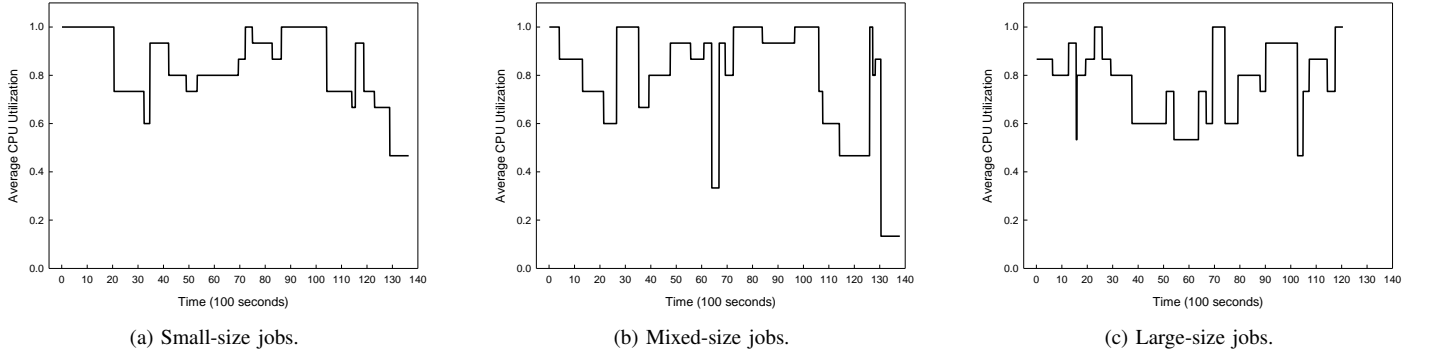 Average CPU Utilization
1.0
0.8
0.6
0.4
0.2
0.0
0 10 20 30 40 50 60 70 80 90 100 110 120 130 140
Time (100 seconds)
(a) Small-size jobs.
Average CPU Utilization
1.0
0.8
0.6
0.4
0.2
0.0
0 10 20 30 40 50 60 70 80 90 100 110 120 130 140
Time (100 seconds)
(b) Mixed-size jobs.
Average CPU Utilization
1.0
0.8
0.6
0.4
0.2
0.0
0 10 20 30 40 50 60 70 80 90 100 110 120 130 140
Time (100 seconds)
(c) Large-size jobs.